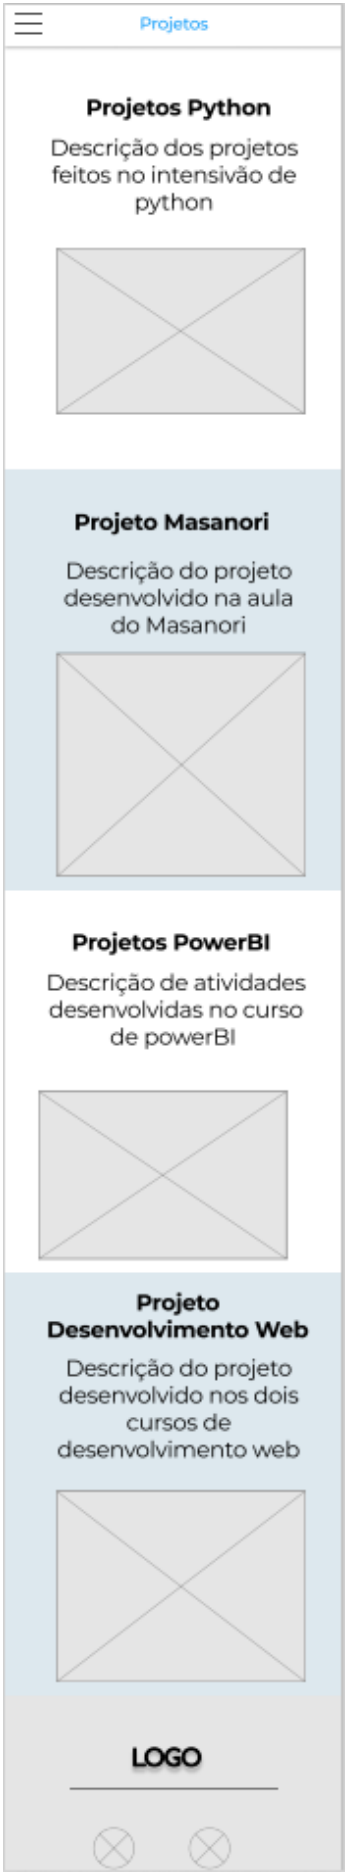 Projetos
Projetos Python
Descrição dos projetos
feitos no intensivão de
python
Projeto Masanori
Descrição do projeto
desenvolvido na aula
do Masanori
Projetos PowerBI
Descrição de atividades
desenvolvidas no curso
de powerBI
Projeto
Desenvolvimento Web
Descrição do projeto
desenvolvido nos dois
cursos de
desenvolvimento web
LOGO